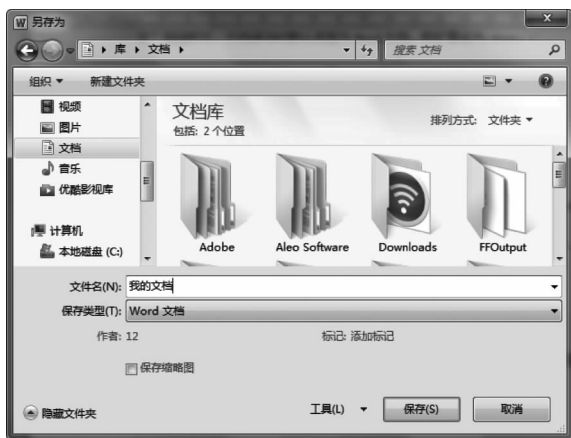 另存为
库 ▸ 文档 ▸
搜索 文档
组织 ▼ 新建文件夹
视频
图片
文档
音乐
优酷影视库
计算机
本地磁盘 (C:)
文档库
包括: 2 个位置
排列方式: 文件夹 ▼
Adobe
Aleo Software
Downloads
FFOutput
文件名(N): 我的文档
保存类型(T): Word 文档
作者: 12 标记: 添加标记
保存缩略图
隐藏文件夹 工具(L) ▼ 保存(S) 取消